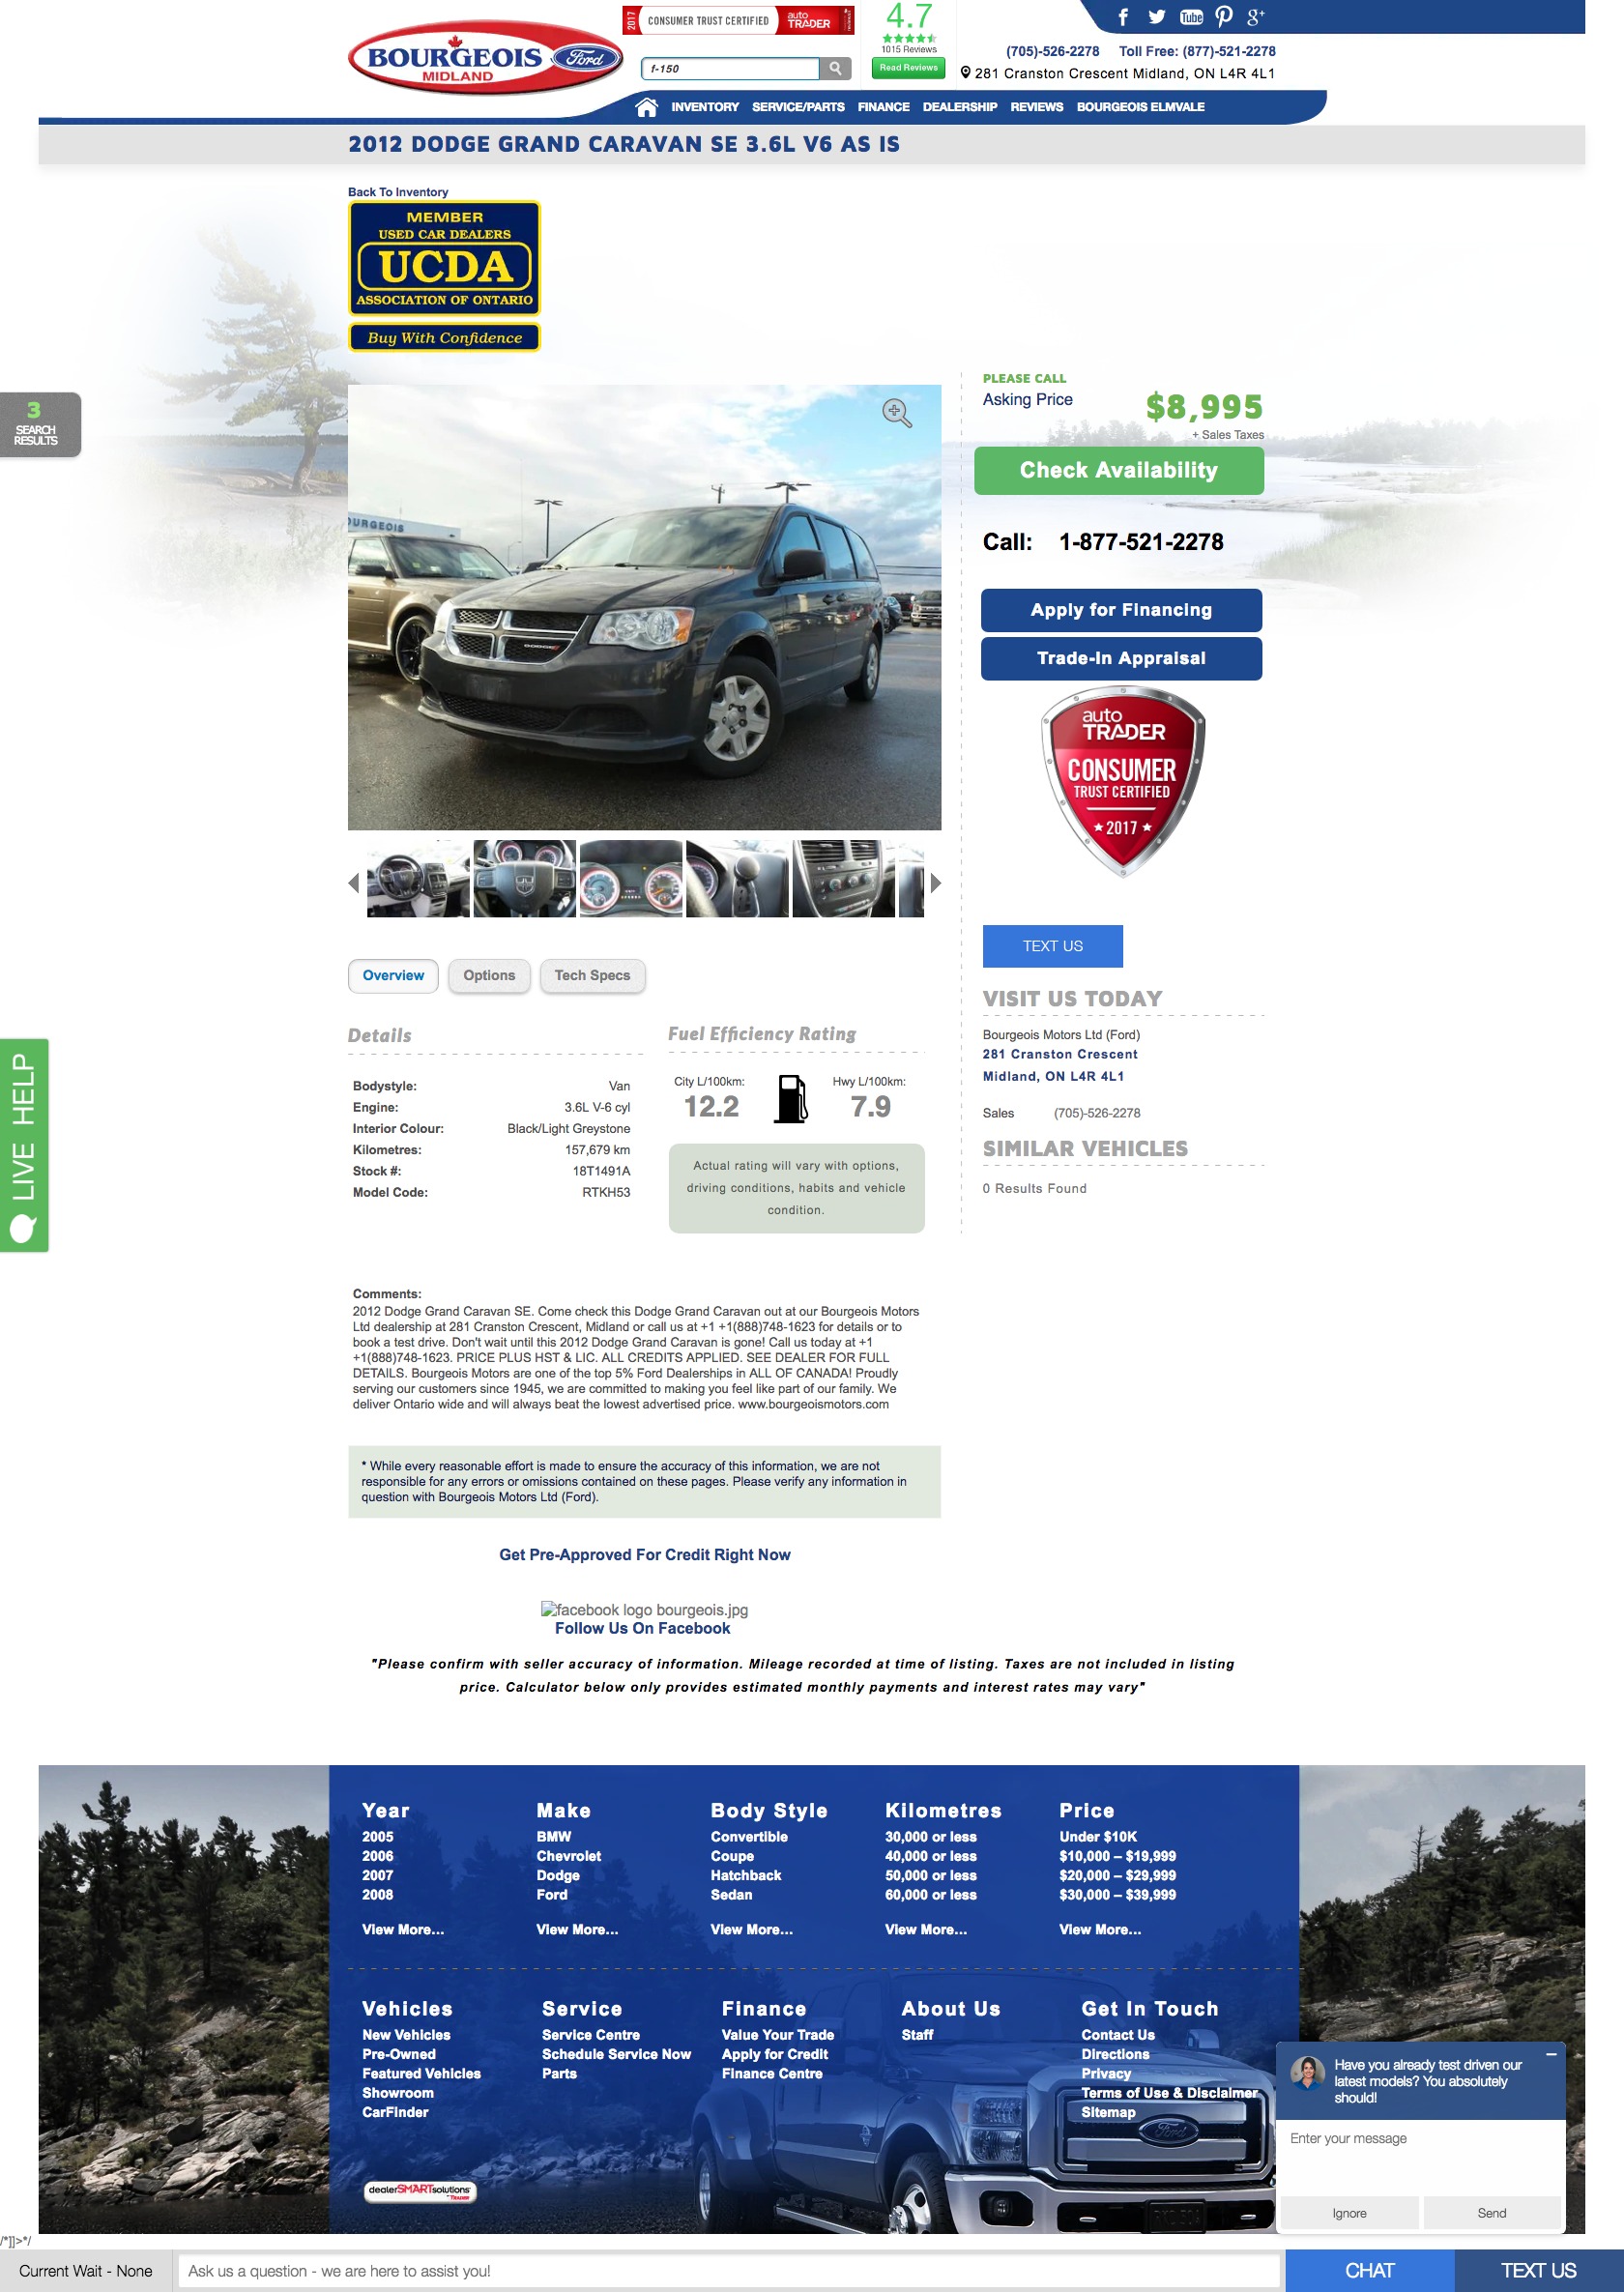 BOURGEOIS
MIDLAND
Ford
2017
CONSUMER TRUST CERTIFIED
auto
TRADER
f-150
4.7
1015 Reviews
Read Reviews
f
You
Tube
g+
(705)-526-2278 Toll Free: (877)-521-2278
281 Cranston Crescent Midland, ON L4R 4L1
INVENTORY SERVICE/PARTS FINANCE DEALERSHIP REVIEWS BOURGEOIS ELMVALE
2012 DODGE GRAND CARAVAN SE 3.6L V6 AS IS
Back To Inventory
MEMBER
USED CAR DEALERS
UCDA
ASSOCIATION OF ONTARIO
Buy With Confidence
3
SEARCH
RESULTS
URGEOIS
DODGE
PLEASE CALL
Asking Price
$8,995
+ Sales Taxes
Check Availability
Call: 1-877-521-2278
Apply for Financing
Trade-In Appraisal
auto
TRADER
CONSUMER
TRUST CERTIFIED
2017
TEXT US
VISIT US TODAY
Bourgeois Motors Ltd (Ford)
281 Cranston Crescent
Midland, ON L4R 4L1
Sales (705)-526-2278
SIMILAR VEHICLES
0 Results Found
Overview
Options
Tech Specs
Details
Bodystyle: Van
Engine: 3.6L V-6 cyl
Interior Colour: Black/Light Greystone
Kilometres: 157,679 km
Stock #: 18T1491A
Model Code: RTKH53
Fuel Efficiency Rating
City L/100km: Hwy L/100km:
12.2 7.9
Actual rating will vary with options,
driving conditions, habits and vehicle
condition.
LIVE HELP
Comments:
2012 Dodge Grand Caravan SE. Come check this Dodge Grand Caravan out at our Bourgeois Motors
Ltd dealership at 281 Cranston Crescent, Midland or call us at +1 +1(888)748-1623 for details or to
book a test drive. Don't wait until this 2012 Dodge Grand Caravan is gone! Call us today at +1
+1(888)748-1623. PRICE PLUS HST & LIC. ALL CREDITS APPLIED. SEE DEALER FOR FULL
DETAILS. Bourgeois Motors are one of the top 5% Ford Dealerships in ALL OF CANADA! Proudly
serving our customers since 1945, we are committed to making you feel like part of our family. We
deliver Ontario wide and will always beat the lowest advertised price. www.bourgeoismotors.com
* While every reasonable effort is made to ensure the accuracy of this information, we are not
responsible for any errors or omissions contained on these pages. Please verify any information in
question with Bourgeois Motors Ltd (Ford).
Get Pre-Approved For Credit Right Now
facebook logo bourgeois.jpg
Follow Us On Facebook
"Please confirm with seller accuracy of information. Mileage recorded at time of listing. Taxes are not included in listing
price. Calculator below only provides estimated monthly payments and interest rates may vary"
Year Make Body Style Kilometres Price
2005 BMW Convertible 30,000 or less Under $10K
2006 Chevrolet Coupe 40,000 or less $10,000 – $19,999
2007 Dodge Hatchback 50,000 or less $20,000 – $29,999
2008 Ford Sedan 60,000 or less $30,000 – $39,999
View More... View More... View More... View More... View More...
Vehicles Service Finance About Us Get In Touch
New Vehicles Service Centre Value Your Trade Staff Contact Us
Pre-Owned Schedule Service Now Apply for Credit Directions
Featured Vehicles Parts Finance Centre Privacy
Showroom Terms of Use & Disclaimer
CarFinder Sitemap
Ford
dealerSMARTsolutions
Have you already test driven our
latest models? You absolutely
should!
Enter your message
Ignore Send
/*]]>*/
Current Wait - None
Ask us a question - we are here to assist you!
CHAT
TEXT US